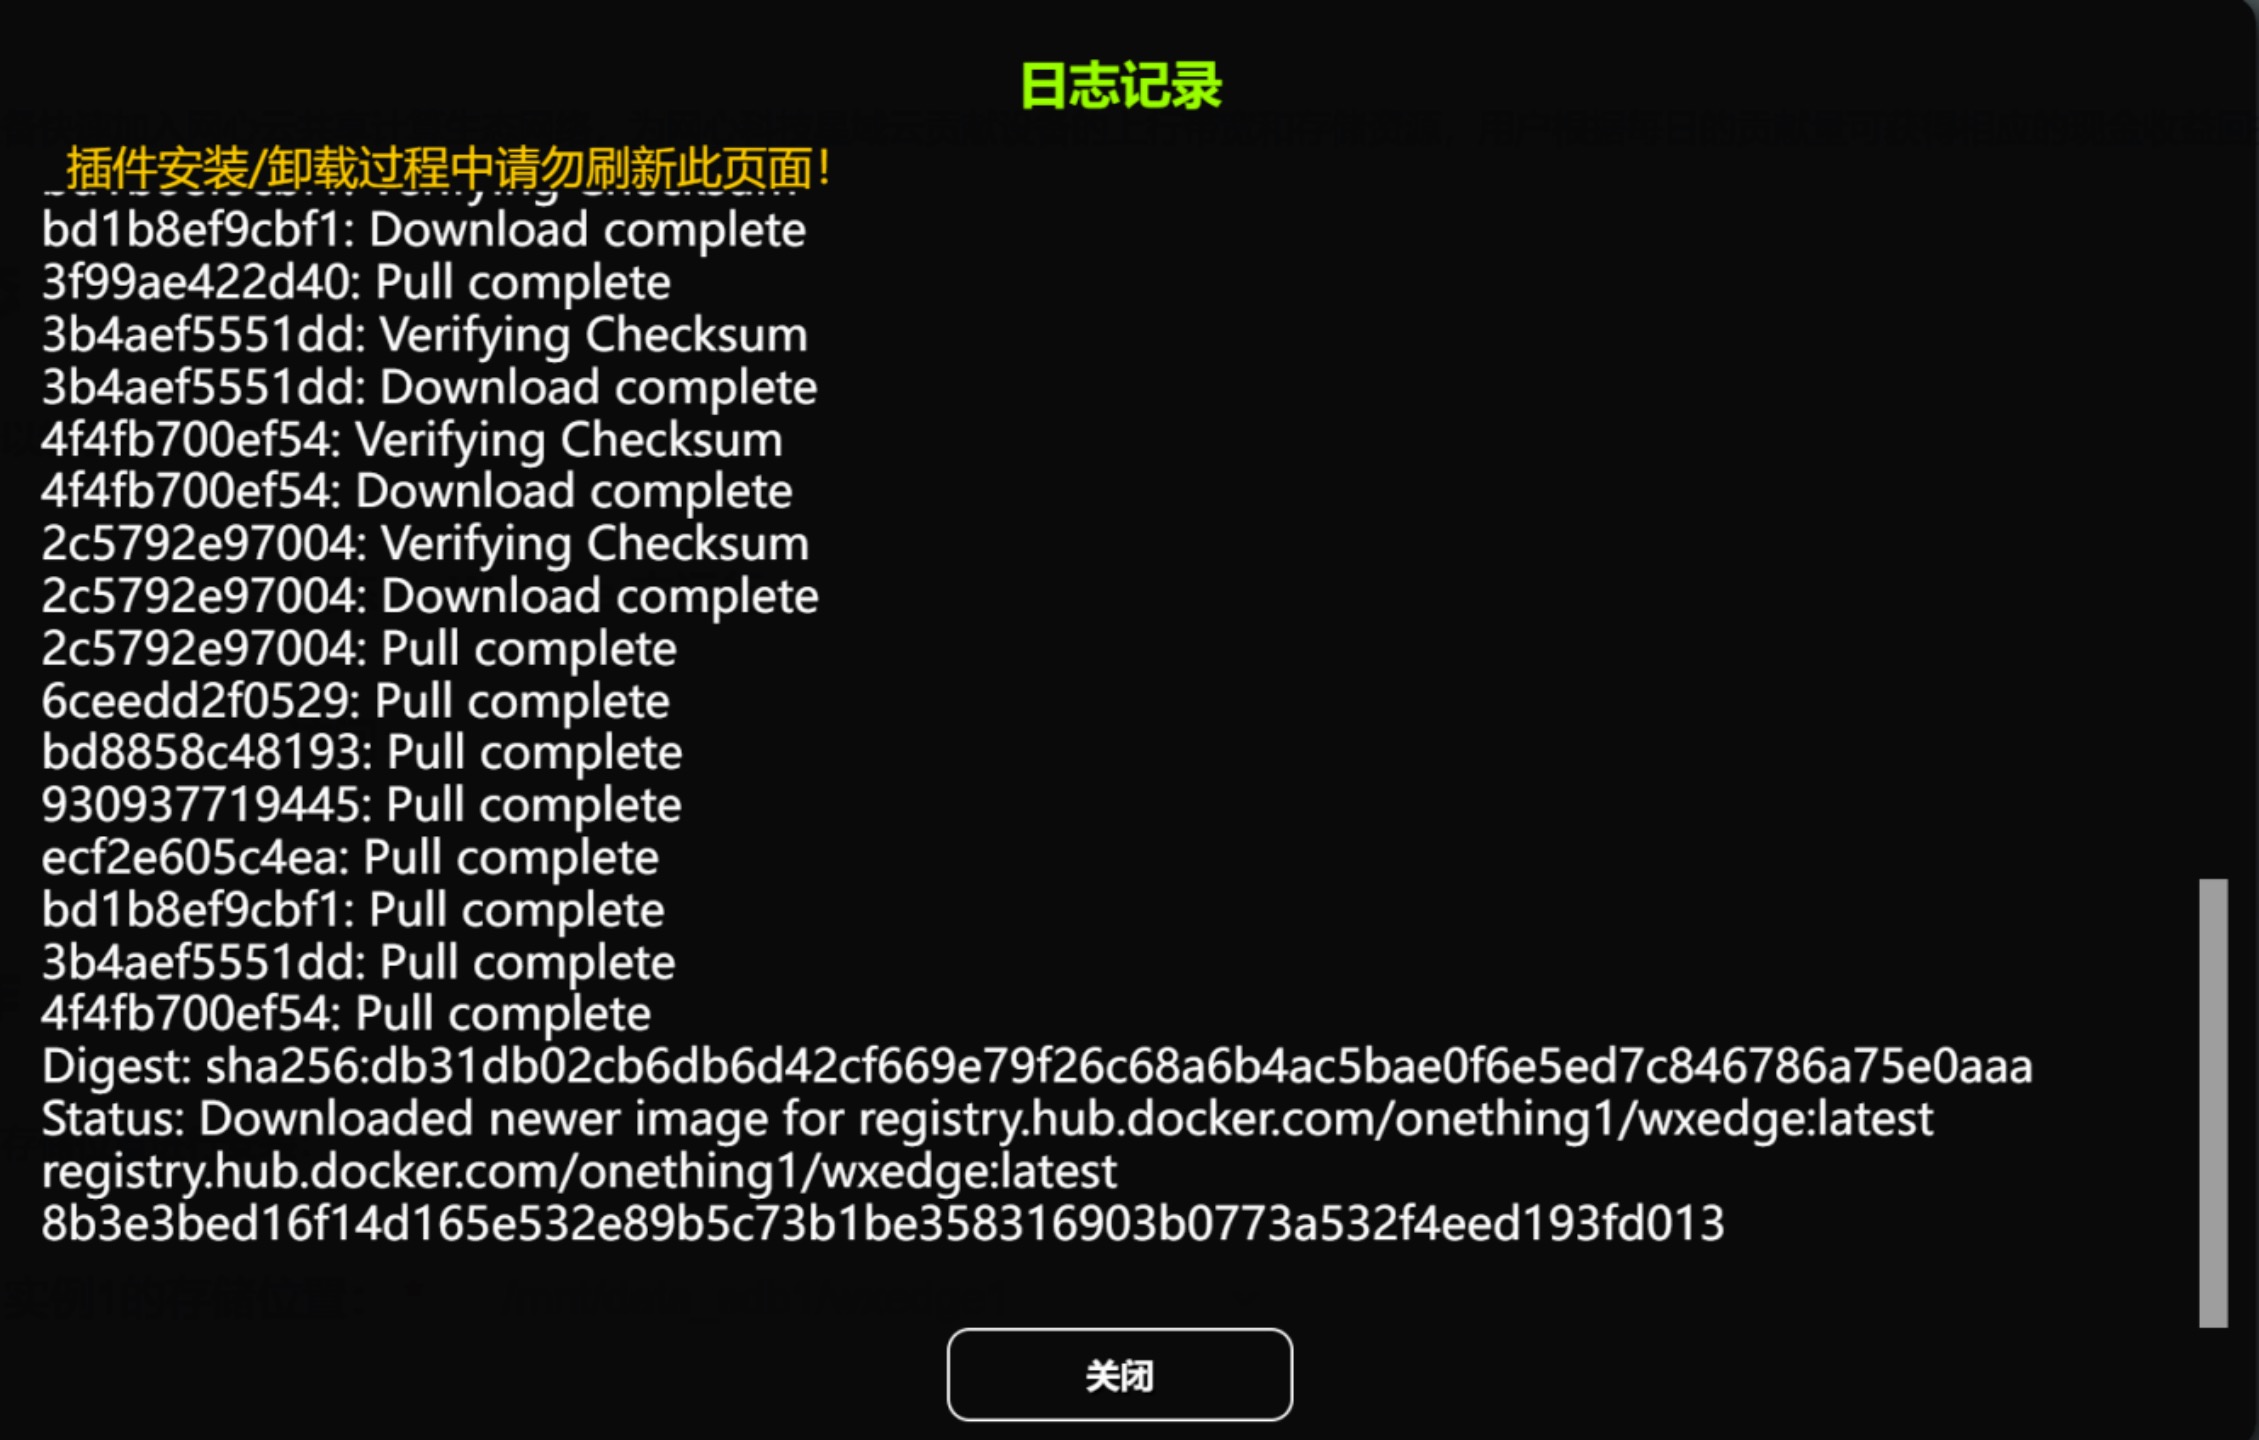 日志记录
插件安装/卸载过程中请勿刷新此页面！
bd1b8ef9cbf1: Verifying Checksum
bd1b8ef9cbf1: Download complete
3f99ae422d40: Pull complete
3b4aef5551dd: Verifying Checksum
3b4aef5551dd: Download complete
4f4fb700ef54: Verifying Checksum
4f4fb700ef54: Download complete
2c5792e97004: Verifying Checksum
2c5792e97004: Download complete
2c5792e97004: Pull complete
6ceedd2f0529: Pull complete
bd8858c48193: Pull complete
930937719445: Pull complete
ecf2e605c4ea: Pull complete
bd1b8ef9cbf1: Pull complete
3b4aef5551dd: Pull complete
4f4fb700ef54: Pull complete
Digest: sha256:db31db02cb6db6d42cf669e79f26c68a6b4ac5bae0f6e5ed7c846786a75e0aaa
Status: Downloaded newer image for registry.hub.docker.com/onething1/wxedge:latest
registry.hub.docker.com/onething1/wxedge:latest
8b3e3bed16f14d165e532e89b5c73b1be358316903b0773a532f4eed193fd013
关闭